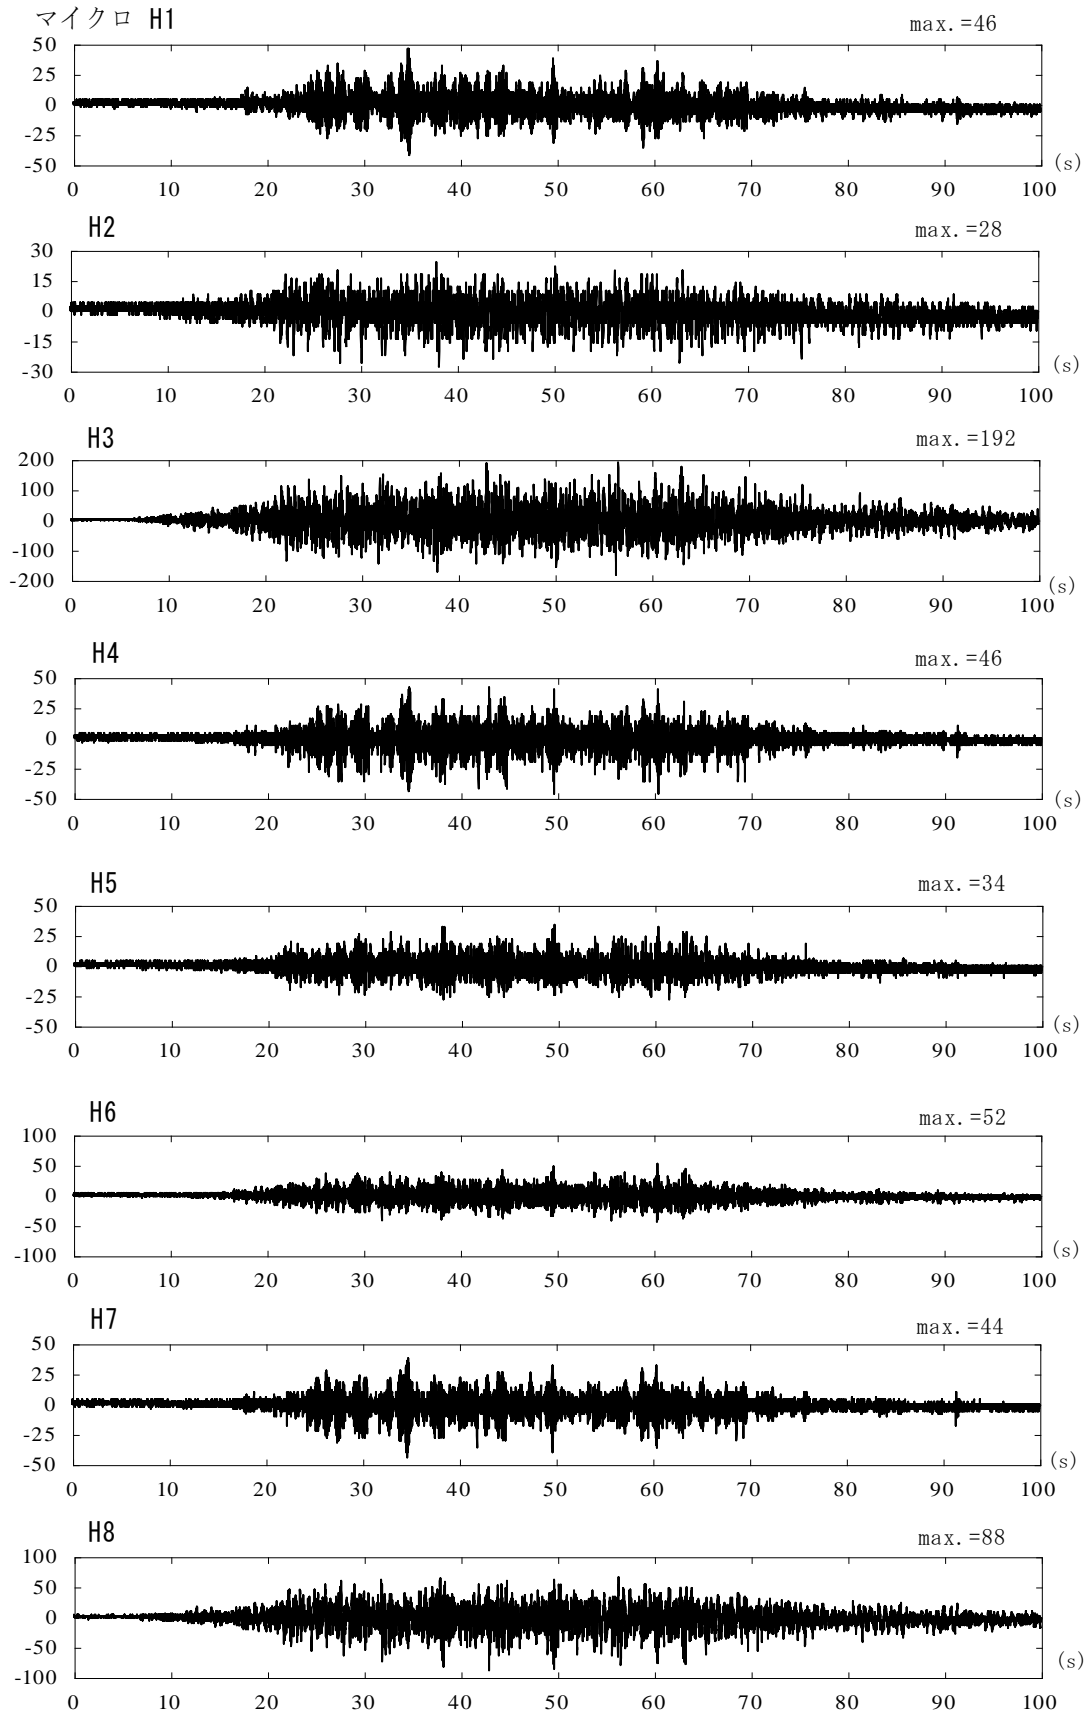 マイクロ H1 max.=46
50
25
0
-25
-50 (s)
0 10 20 30 40 50 60 70 80 90 100
H2 max.=28
30
15
0
-15
-30 (s)
0 10 20 30 40 50 60 70 80 90 100
H3 max.=192
200
100
0
-100
-200 (s)
0 10 20 30 40 50 60 70 80 90 100
H4 max.=46
50
25
0
-25
-50 (s)
0 10 20 30 40 50 60 70 80 90 100
H5 max.=34
50
25
0
-25
-50 (s)
0 10 20 30 40 50 60 70 80 90 100
H6 max.=52
100
50
0
-50
-100 (s)
0 10 20 30 40 50 60 70 80 90 100
H7 max.=44
50
25
0
-25
-50 (s)
0 10 20 30 40 50 60 70 80 90 100
H8 max.=88
100
50
0
-50
-100 (s)
0 10 20 30 40 50 60 70 80 90 100